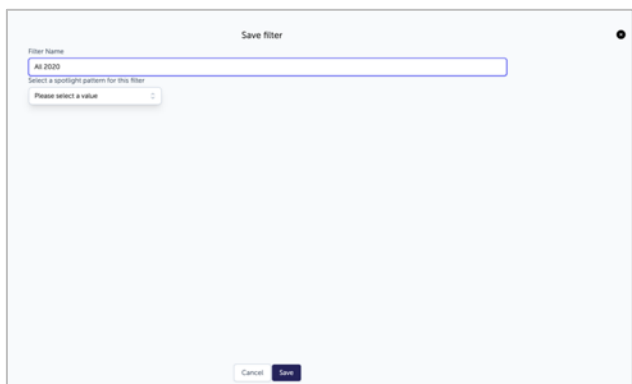 Save filter
Filter Name
All 2020
Select a spotlight pattern for this filter
Please select a value
Cancel Save